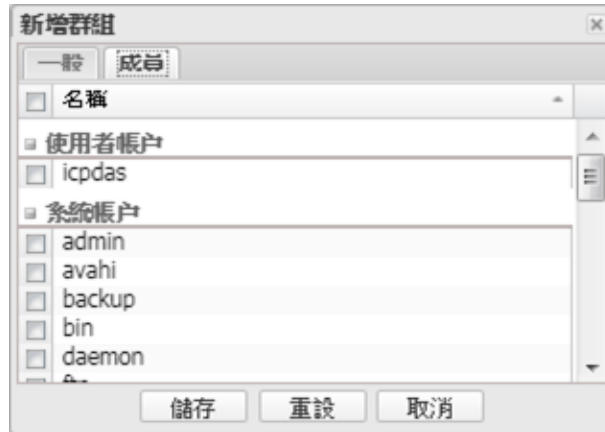 新增群組
一般 成員
名稱
使用者帳户
icpdas
系統帳户
admin
avahi
backup
bin
daemon
儲存 重設 取消